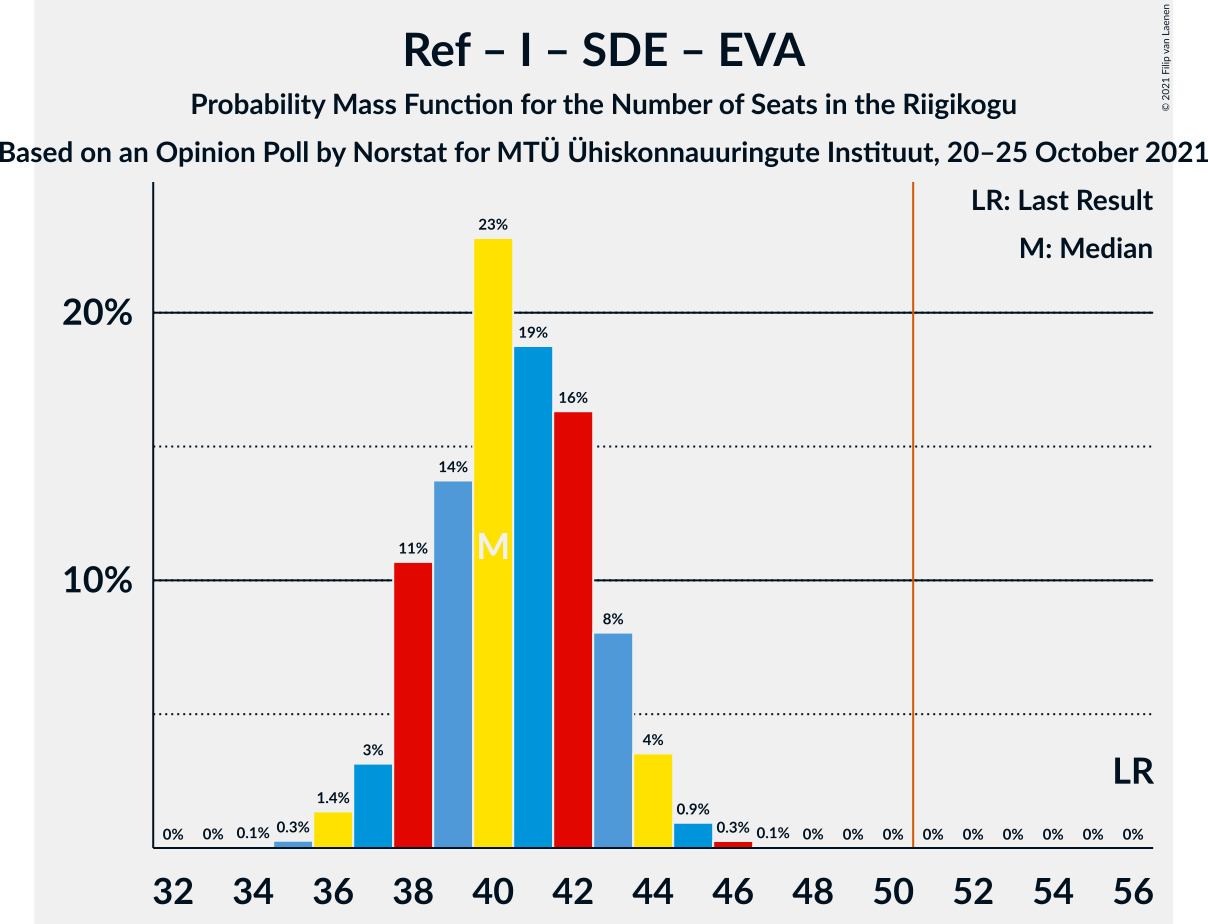 Ref – I – SDE – EVA
Probability Mass Function for the Number of Seats in the Riigikogu
Based on an Opinion Poll by Norstat for MTÜ Ühiskonnauuringute Instituut, 20–25 October 2021
© 2021 Filip van Laenen
LR: Last Result
M: Median
23%
20%
19%
16%
14%
M
11%
10%
8%
4%
LR
3%
1.4%
0.9%
0% 0% 0.1% 0.3% 0.3% 0.1% 0% 0% 0% 0% 0% 0% 0% 0% 0%
32 34 36 38 40 42 44 46 48 50 52 54 56